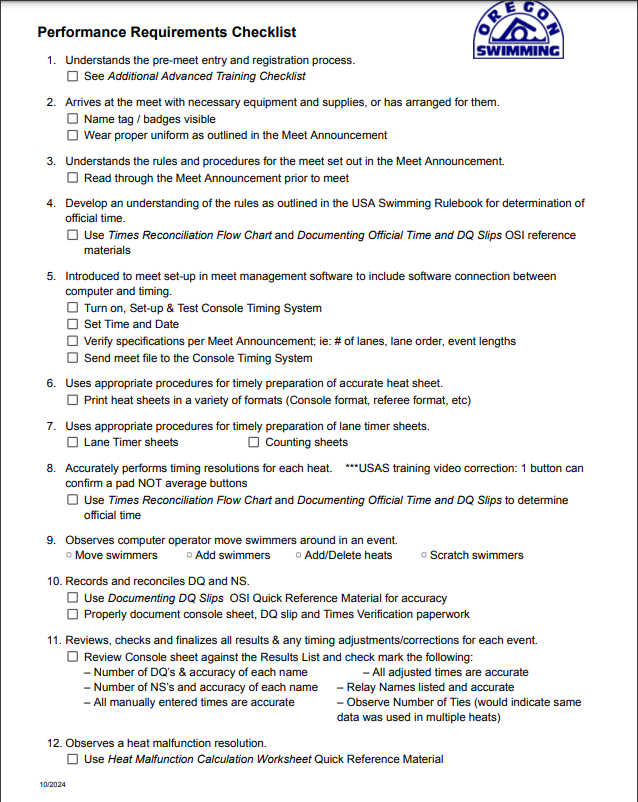 OREGON
SWIMMING
Performance Requirements Checklist
1. Understands the pre-meet entry and registration process.
☐ See Additional Advanced Training Checklist
2. Arrives at the meet with necessary equipment and supplies, or has arranged for them.
☐ Name tag / badges visible
☐ Wear proper uniform as outlined in the Meet Announcement
3. Understands the rules and procedures for the meet set out in the Meet Announcement.
☐ Read through the Meet Announcement prior to meet
4. Develop an understanding of the rules as outlined in the USA Swimming Rulebook for determination of
official time.
☐ Use Times Reconciliation Flow Chart and Documenting Official Time and DQ Slips OSI reference
materials
5. Introduced to meet set-up in meet management software to include software connection between
computer and timing.
☐ Turn on, Set-up & Test Console Timing System
☐ Set Time and Date
☐ Verify specifications per Meet Announcement; ie: # of lanes, lane order, event lengths
☐ Send meet file to the Console Timing System
6. Uses appropriate procedures for timely preparation of accurate heat sheet.
☐ Print heat sheets in a variety of formats (Console format, referee format, etc)
7. Uses appropriate procedures for timely preparation of lane timer sheets.
☐ Lane Timer sheets ☐ Counting sheets
8. Accurately performs timing resolutions for each heat. ***USAS training video correction: 1 button can
confirm a pad NOT average buttons
☐ Use Times Reconciliation Flow Chart and Documenting Official Time and DQ Slips to determine
official time
9. Observes computer operator move swimmers around in an event.
○ Move swimmers ○ Add swimmers ○ Add/Delete heats ○ Scratch swimmers
10. Records and reconciles DQ and NS.
☐ Use Documenting DQ Slips OSI Quick Reference Material for accuracy
☐ Properly document console sheet, DQ slip and Times Verification paperwork
11. Reviews, checks and finalizes all results & any timing adjustments/corrections for each event.
☐ Review Console sheet against the Results List and check mark the following:
– Number of DQ's & accuracy of each name – All adjusted times are accurate
– Number of NS's and accuracy of each name – Relay Names listed and accurate
– All manually entered times are accurate – Observe Number of Ties (would indicate same
data was used in multiple heats)
12. Observes a heat malfunction resolution.
☐ Use Heat Malfunction Calculation Worksheet Quick Reference Material
10/2024